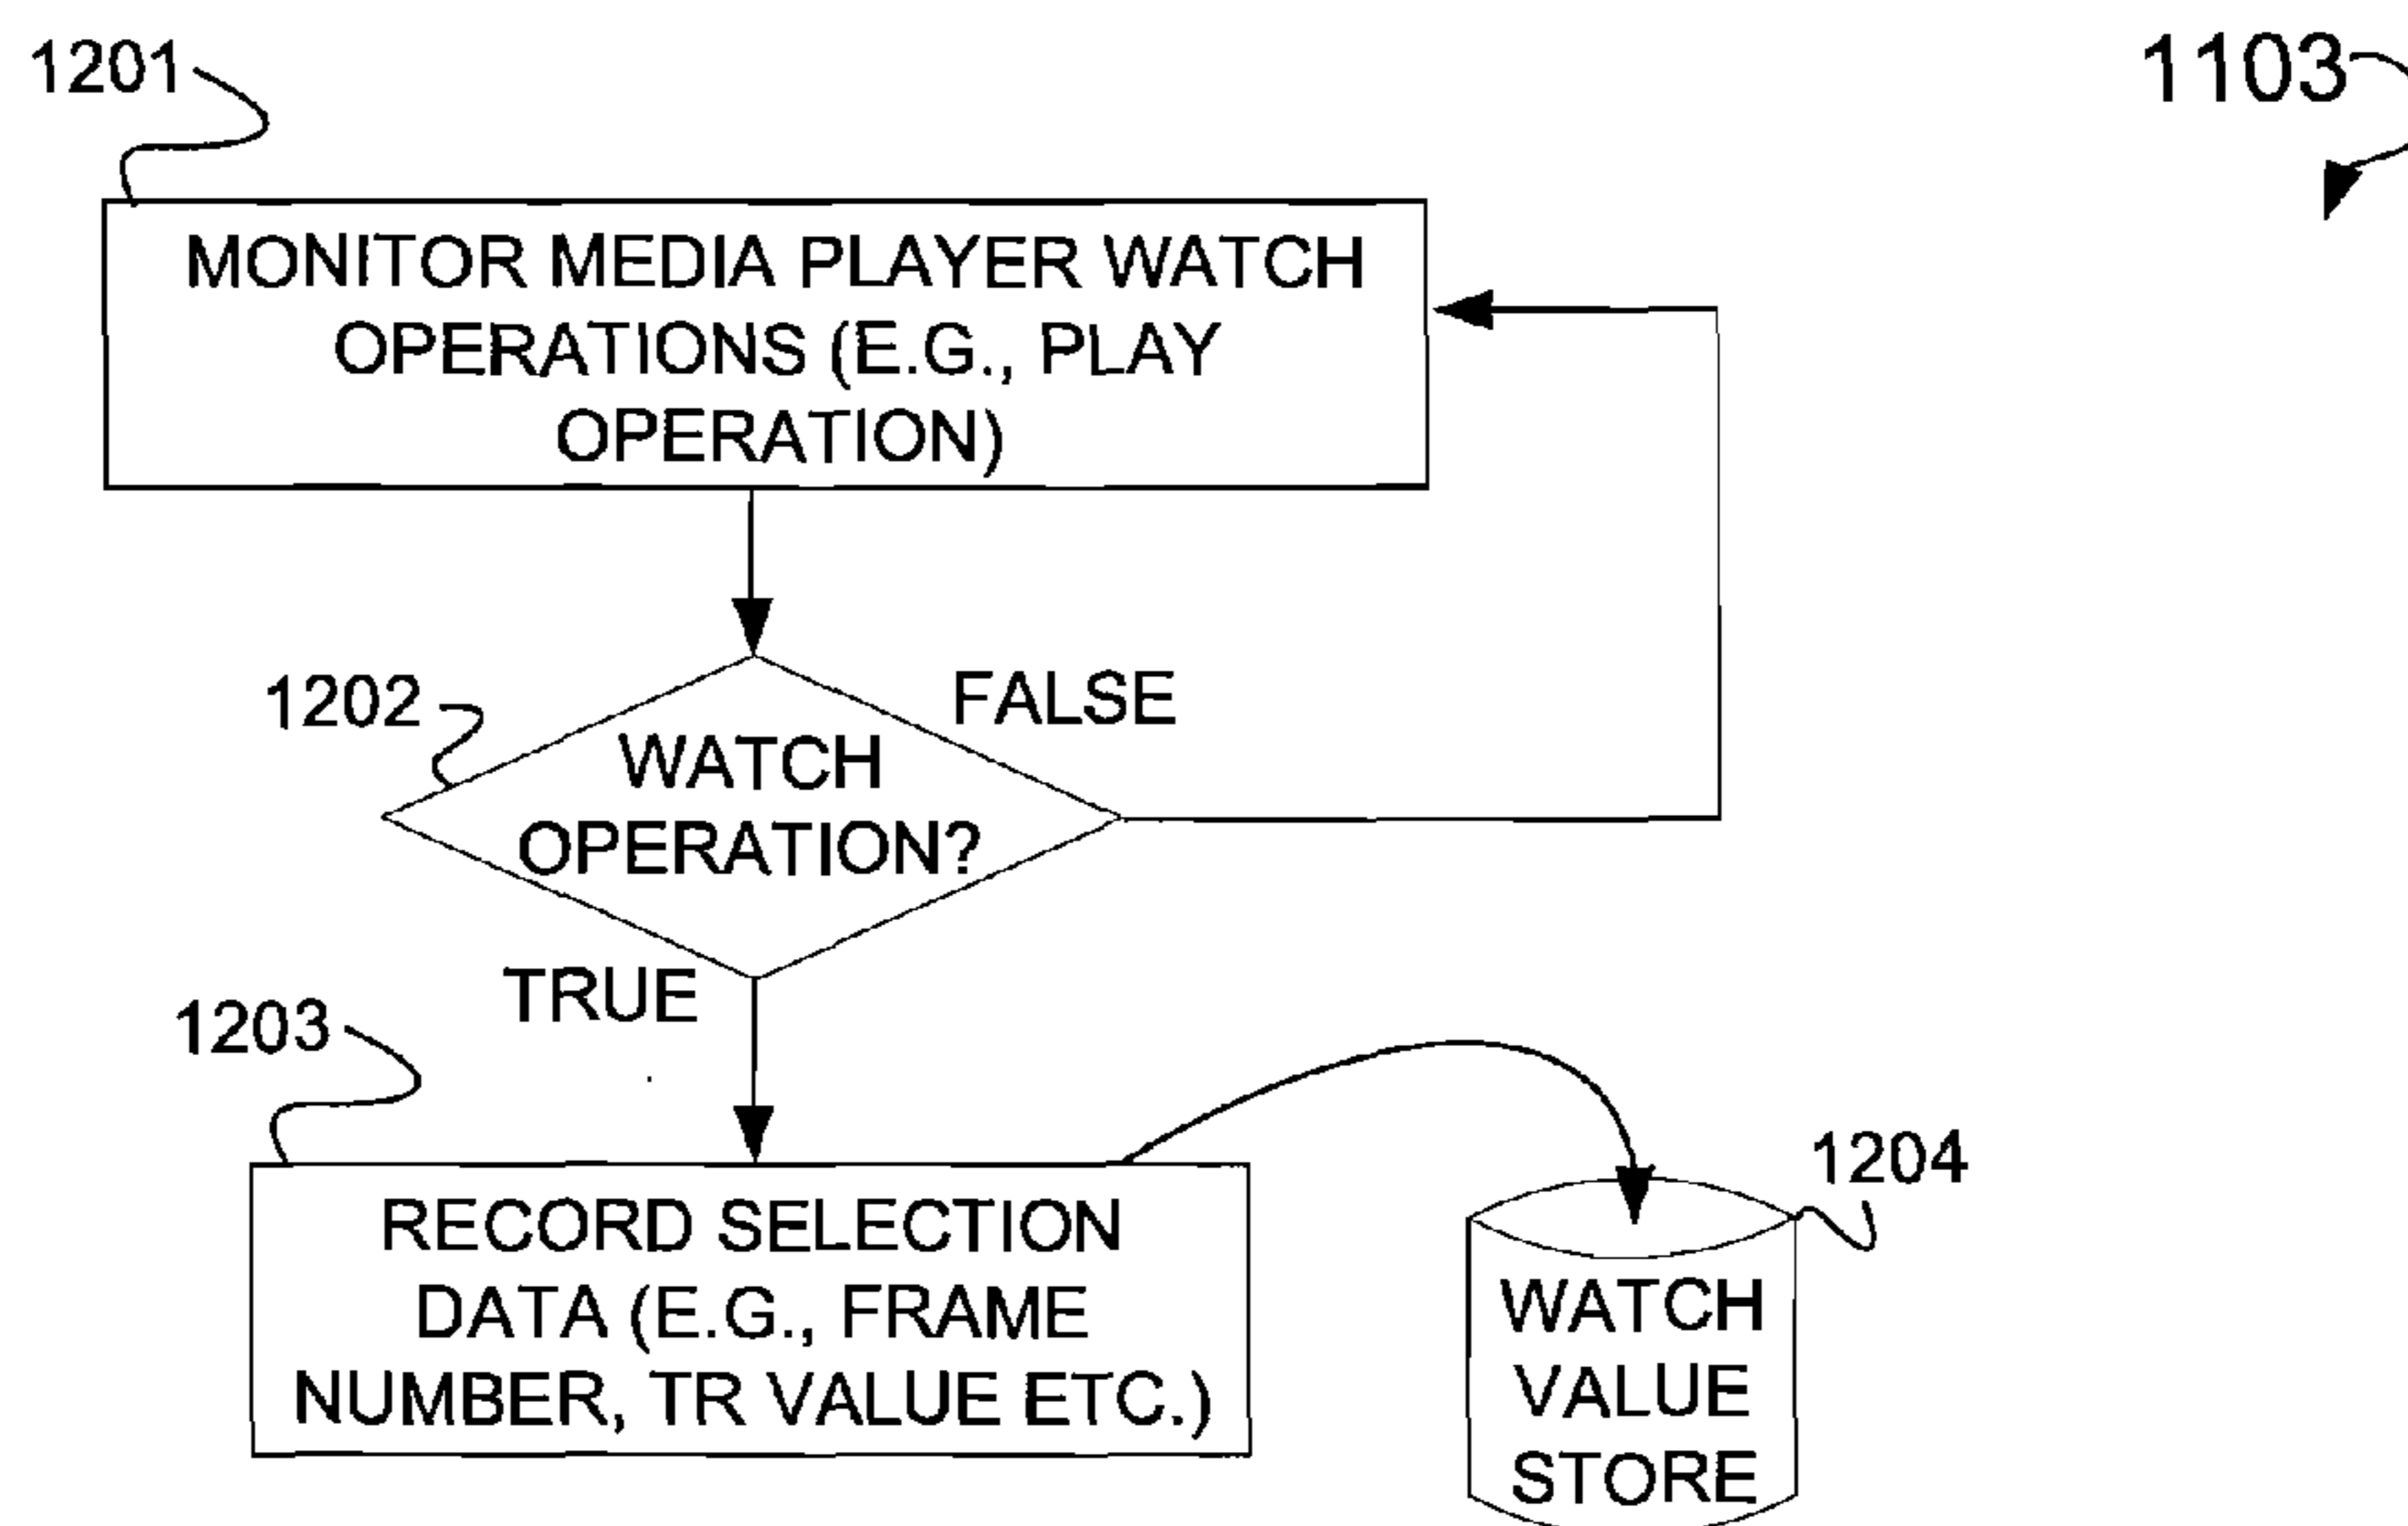 1201
1103
MONITOR MEDIA PLAYER WATCH
OPERATIONS (E.G., PLAY
OPERATION)
1202
FALSE
WATCH
OPERATION?
TRUE
1203
1204
RECORD SELECTION
DATA (E.G., FRAME
NUMBER, TR VALUE ETC.)
WATCH
VALUE
STORE